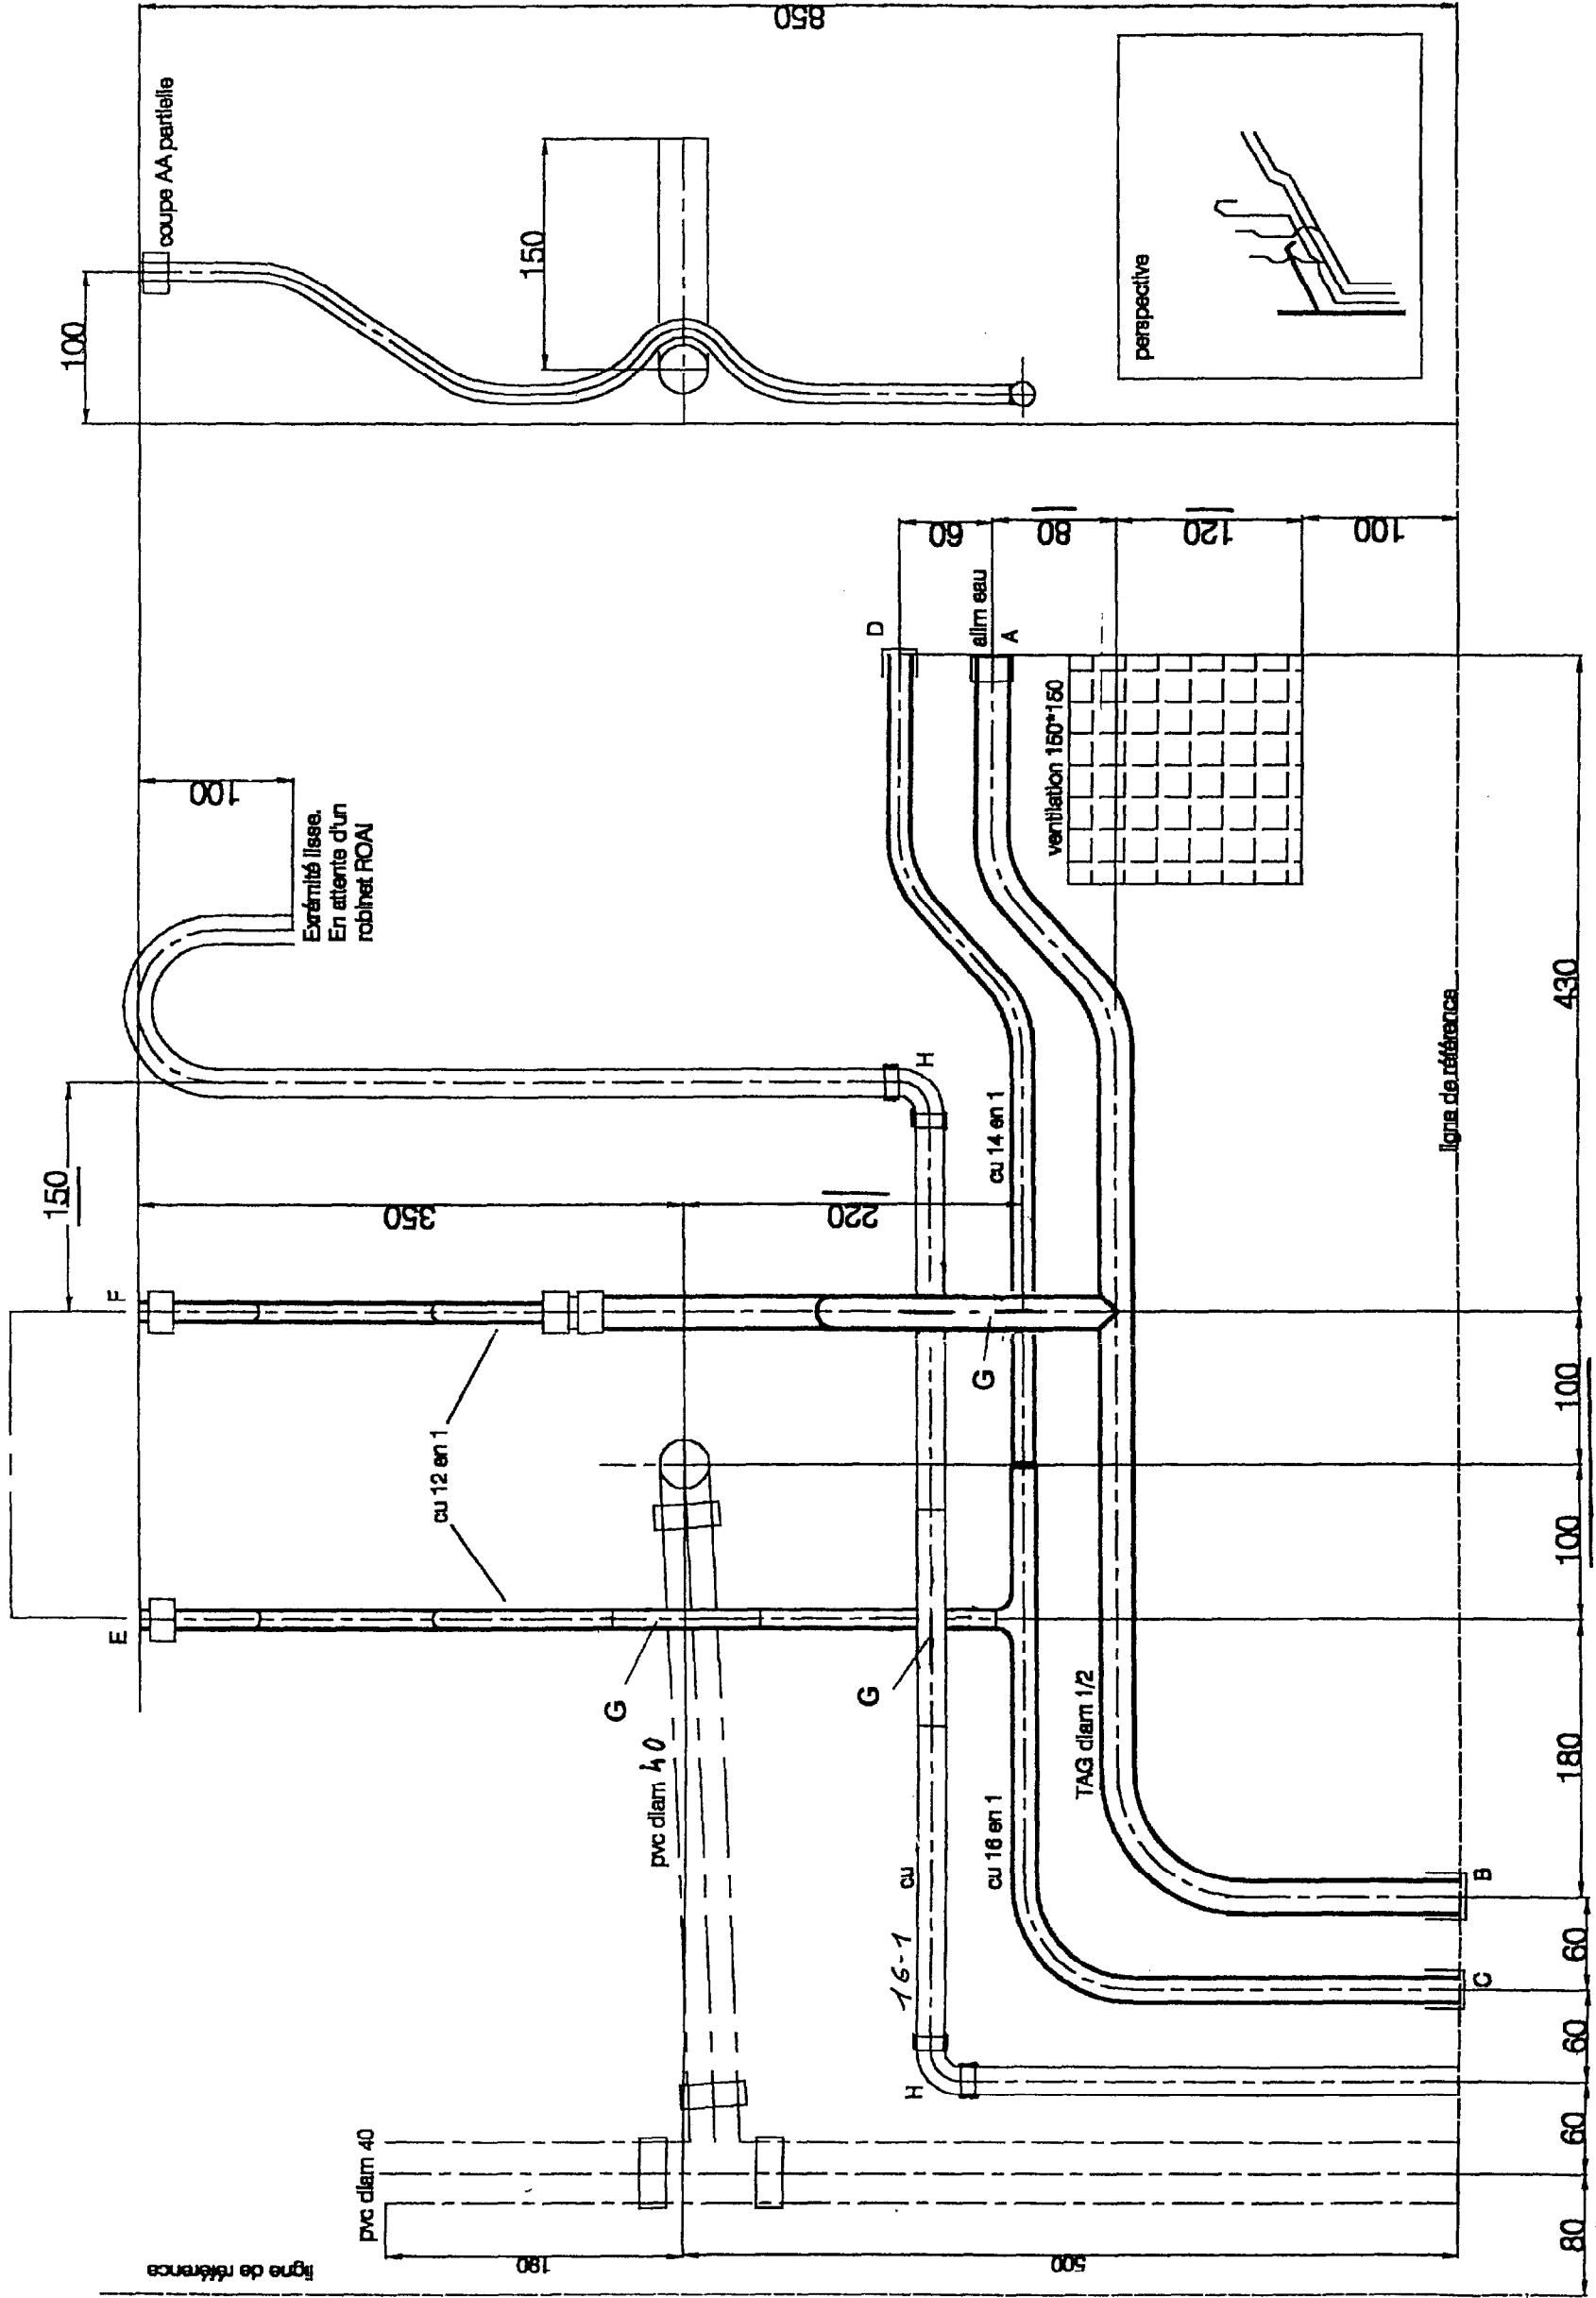 850
coupe AA partielle
100
150
perspective
60
80
120
100
D
alim eau
A
ventilation 150*150
100
Exrémité lisse.
En attente d'un
robinet ROAI
H
cu 14 en 1
ligne de référence
430
150
350
220
F
G
cu 12 en 1
100
100
E
G
G
pvc diam 40
TAG diam 1/2
cu 16 en 1
180
cu
16-1
B
C
H
60
60
60
80
pvc diam 40
190
500
ligne de référence